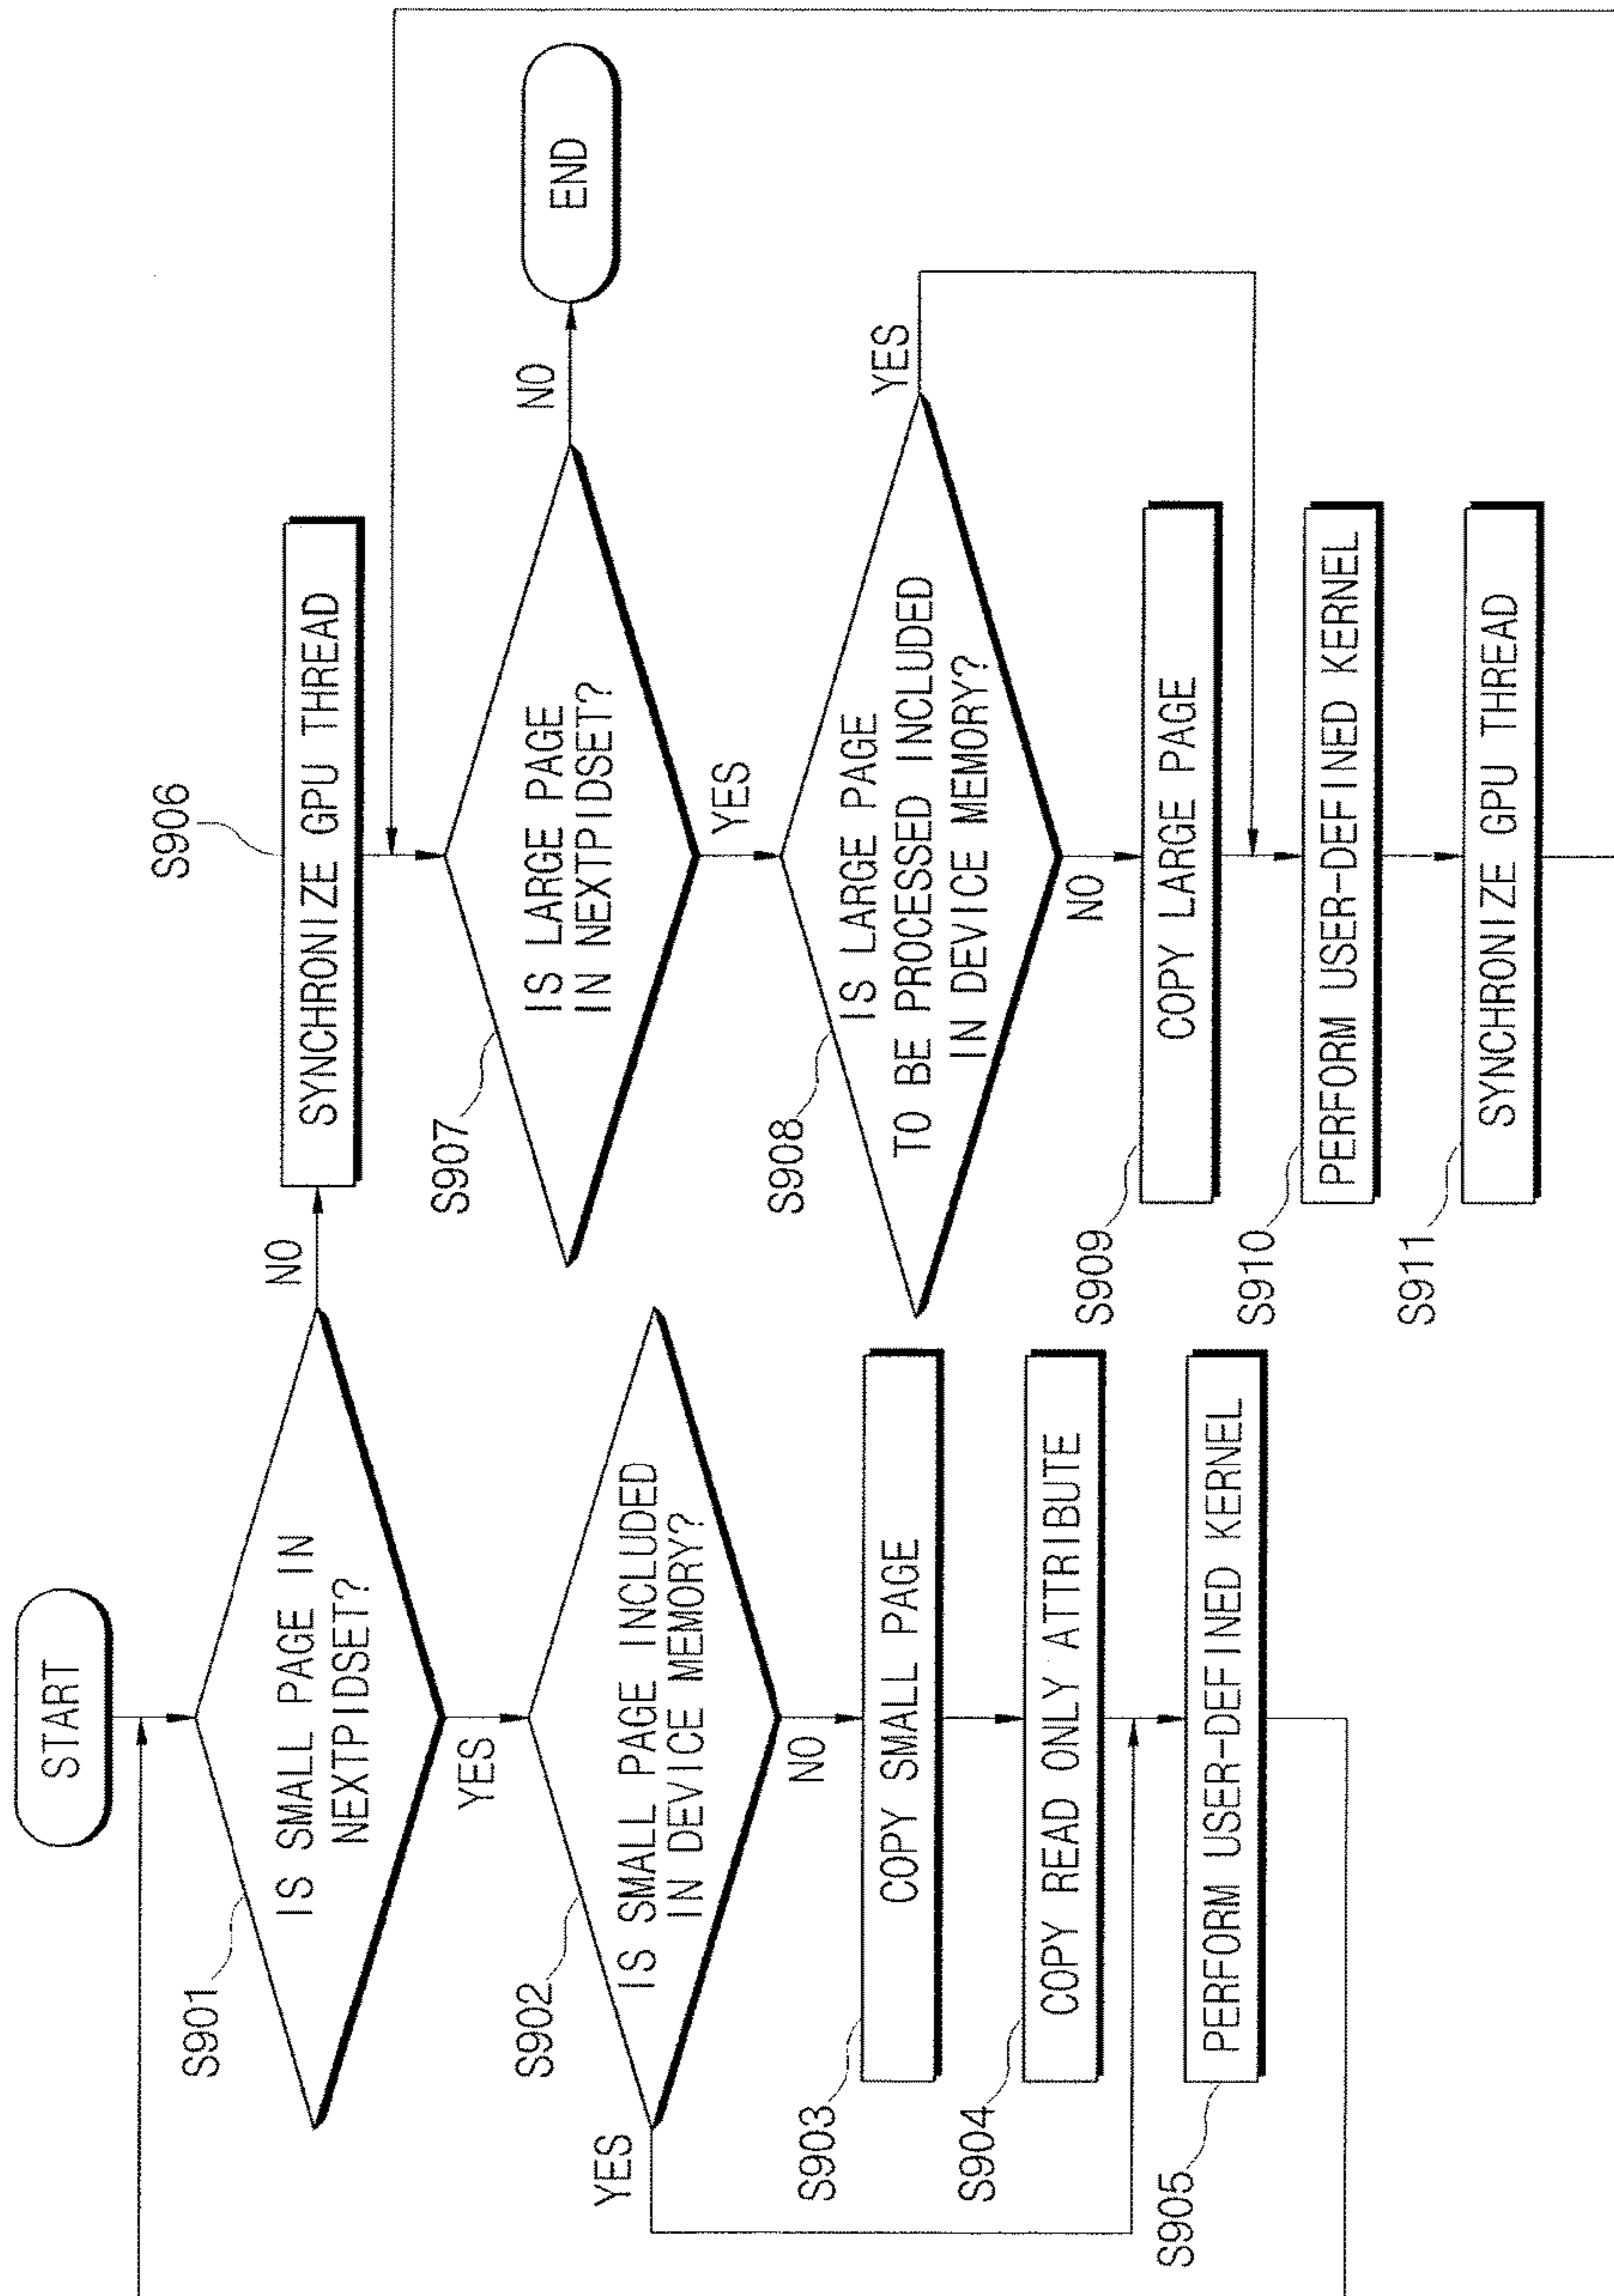 START
S901
IS SMALL PAGE IN
NEXTPIDSET?
NO
YES
S902
IS SMALL PAGE INCLUDED
IN DEVICE MEMORY?
YES
NO
S903
COPY SMALL PAGE
S904
COPY READ ONLY ATTRIBUTE
S905
PERFORM USER-DEFINED KERNEL
S906
SYNCHRONIZE GPU THREAD
S907
IS LARGE PAGE
IN NEXTPIDSET?
NO
END
YES
S908
IS LARGE PAGE
TO BE PROCESSED INCLUDED
IN DEVICE MEMORY?
YES
NO
S909
COPY LARGE PAGE
S910
PERFORM USER-DEFINED KERNEL
S911
SYNCHRONIZE GPU THREAD